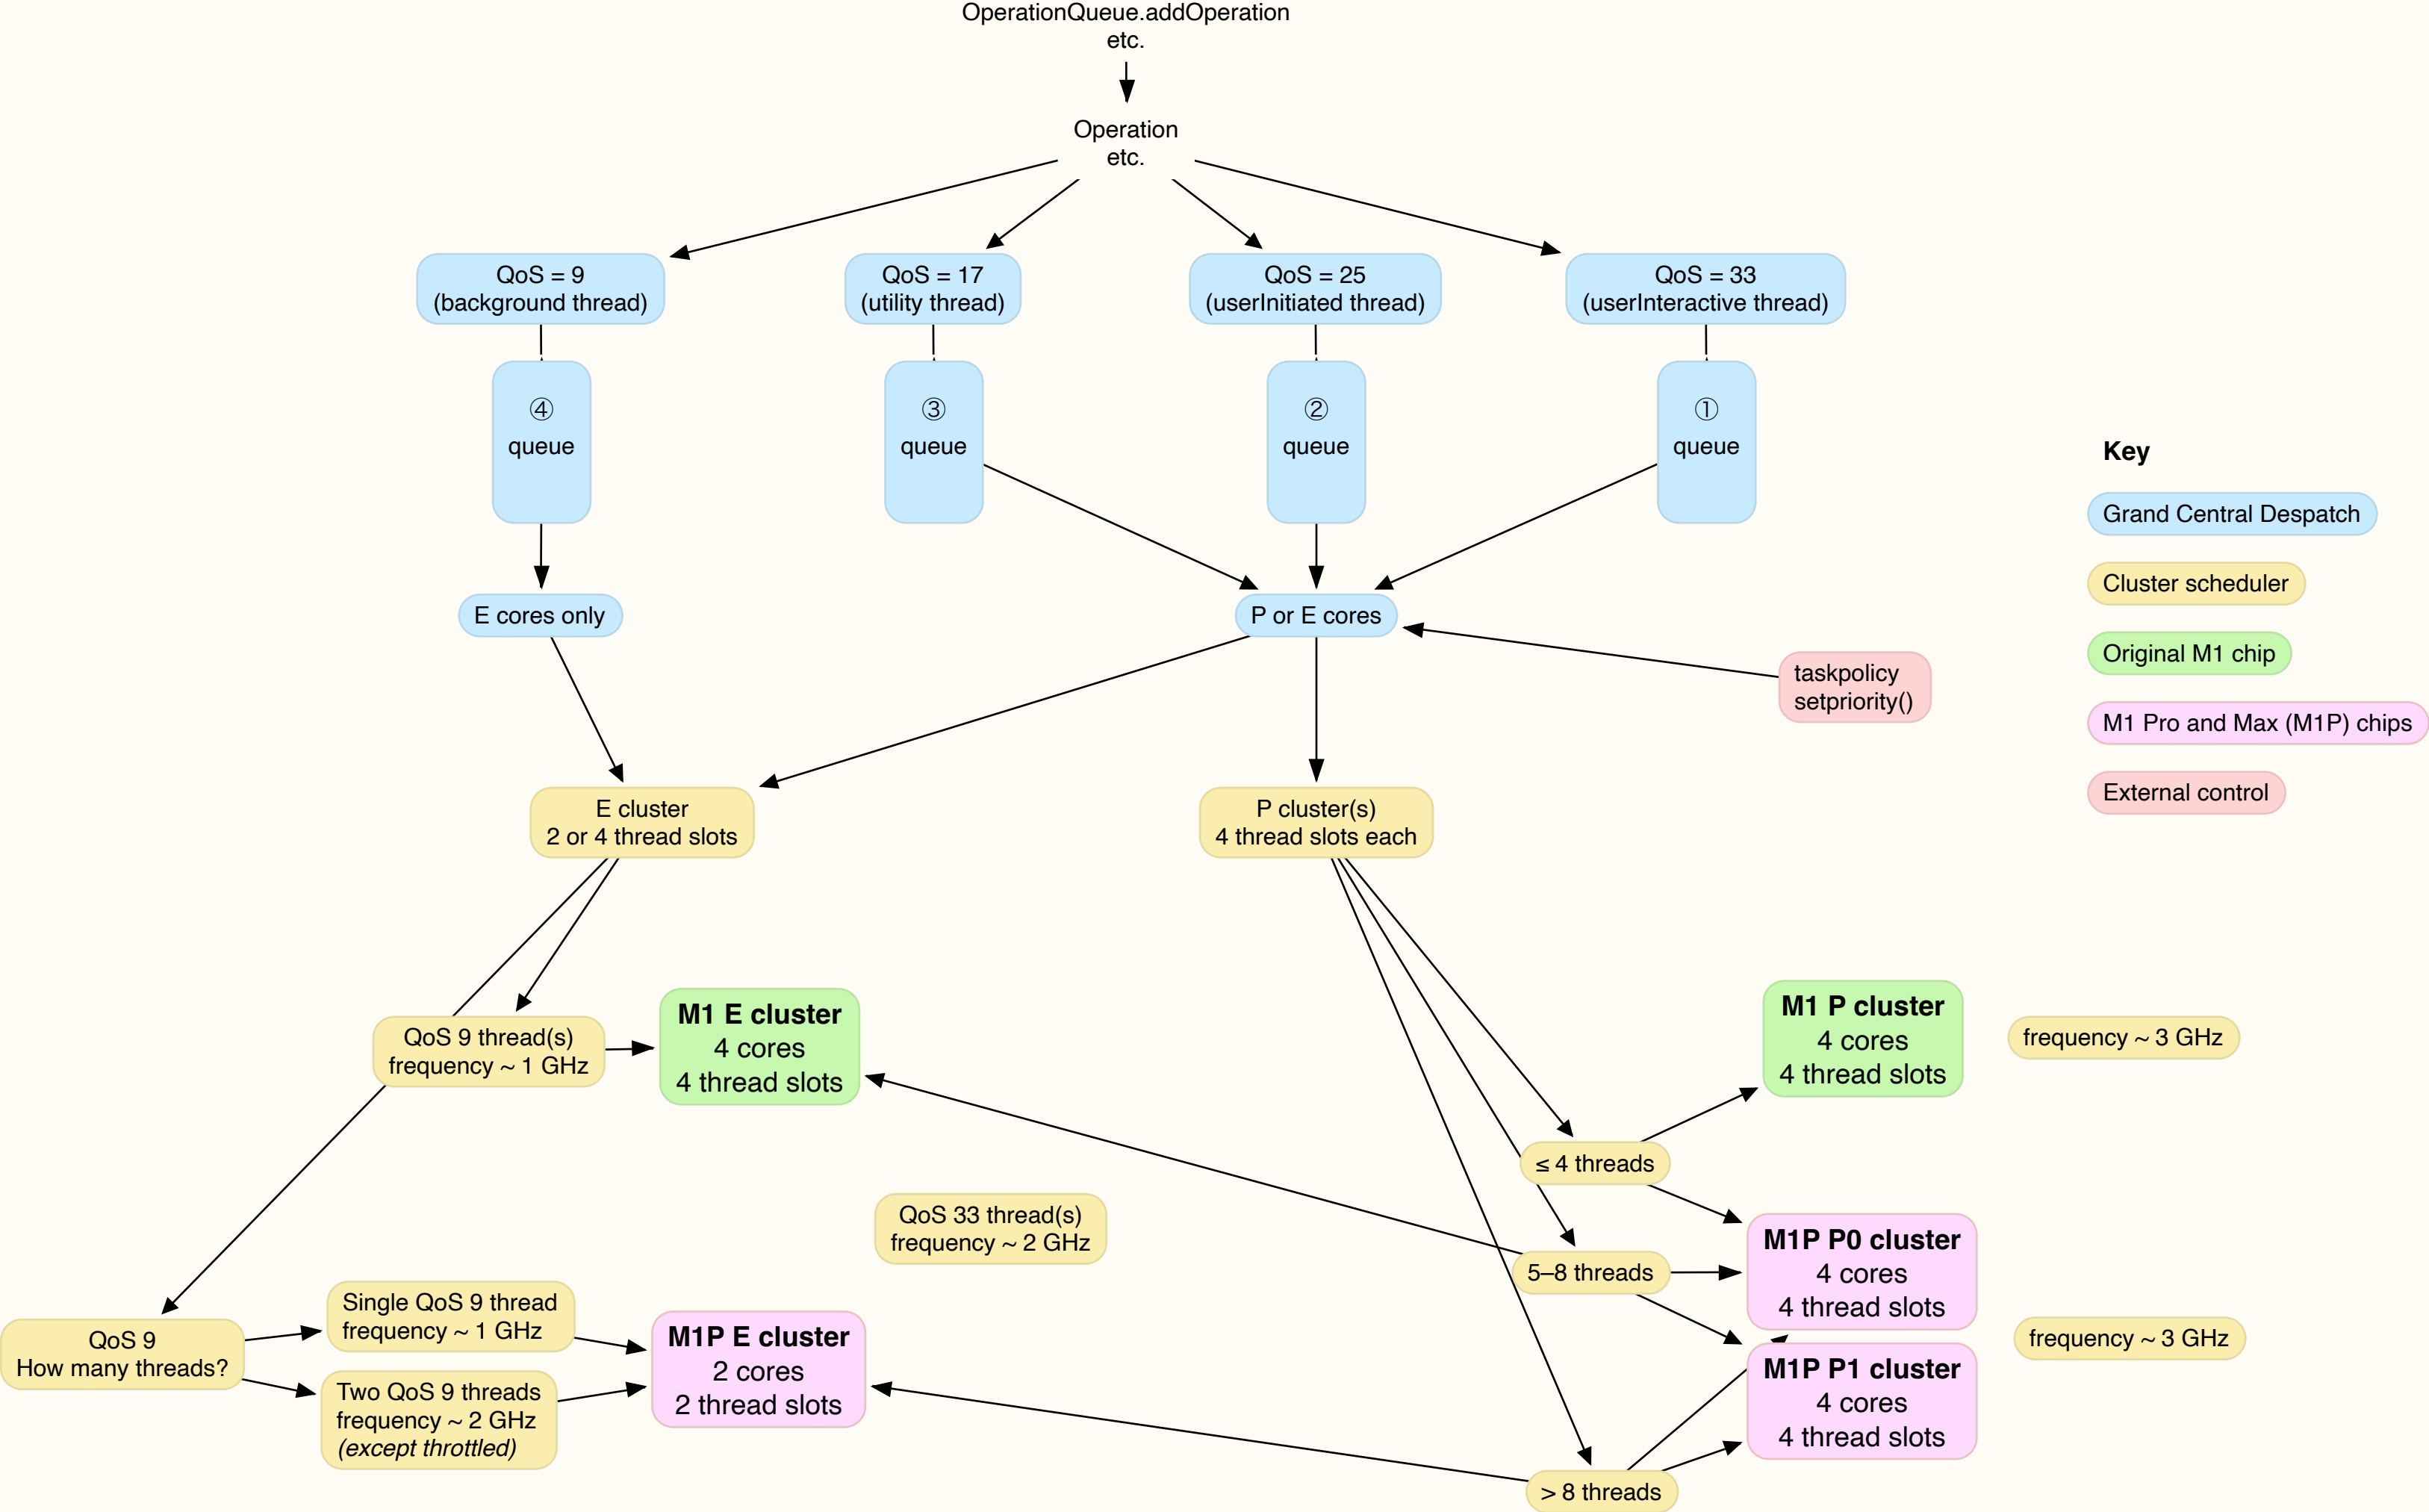 OperationQueue.addOperation
etc.
Operation
etc.
QoS = 9
(background thread)
QoS = 17
(utility thread)
QoS = 25
(userInitiated thread)
QoS = 33
(userInteractive thread)
④
queue
③
queue
②
queue
①
queue
Key
Grand Central Despatch
Cluster scheduler
Original M1 chip
M1 Pro and Max (M1P) chips
External control
E cores only
P or E cores
taskpolicy
setpriority()
E cluster
2 or 4 thread slots
P cluster(s)
4 thread slots each
QoS 9 thread(s)
frequency ~ 1 GHz
M1 E cluster
4 cores
4 thread slots
M1 P cluster
4 cores
4 thread slots
frequency ~ 3 GHz
≤ 4 threads
QoS 33 thread(s)
frequency ~ 2 GHz
5–8 threads
M1P P0 cluster
4 cores
4 thread slots
Single QoS 9 thread
frequency ~ 1 GHz
QoS 9
How many threads?
Two QoS 9 threads
frequency ~ 2 GHz
(except throttled)
M1P E cluster
2 cores
2 thread slots
M1P P1 cluster
4 cores
4 thread slots
frequency ~ 3 GHz
> 8 threads